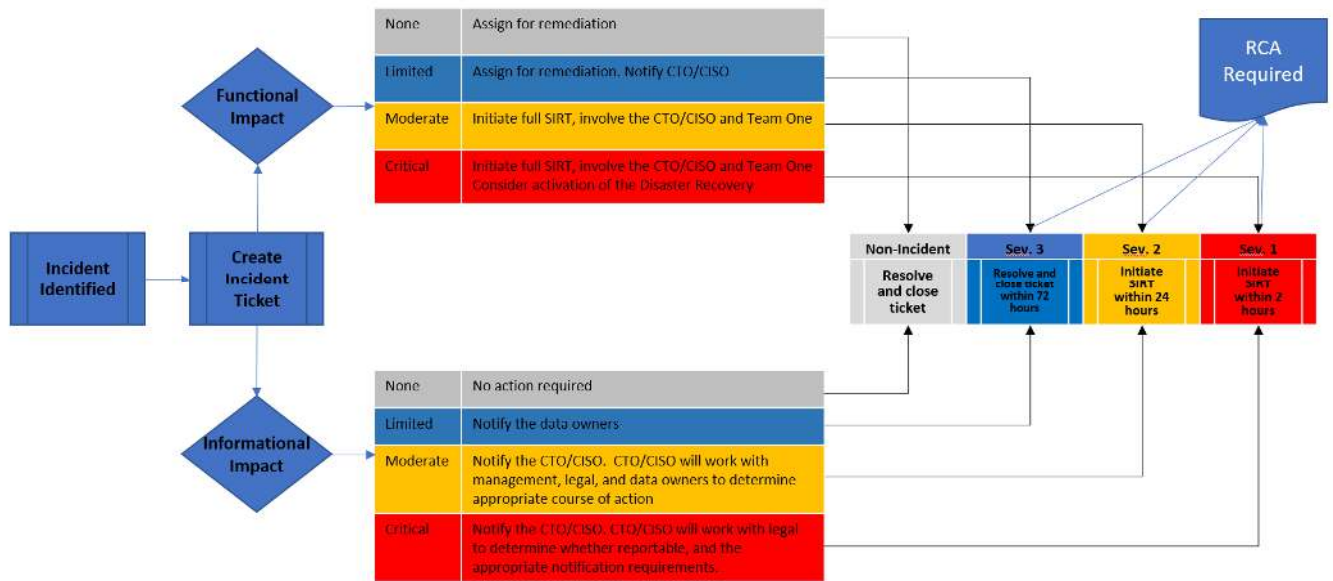 None Assign for remediation
Limited Assign for remediation. Notify CTO/CISO
Moderate Initiate full SIRT, involve the CTO/CISO and Team One
Critical Initiate full SIRT, involve the CTO/CISO and Team One
Consider activation of the Disaster Recovery
Functional
Impact
RCA
Required
Incident
Identified
Create
Incident
Ticket
Non-Incident Sev. 3 Sev. 2 Sev. 1
Resolve
and close
ticket
Resolve and
close ticket
within 72
hours
Initiate
SIRT
within 24
hours
Initiate
SIRT
within 2
hours
Informational
Impact
None No action required
Limited Notify the data owners
Moderate Notify the CTO/CISO. CTO/CISO will work with
management, legal, and data owners to determine
appropriate course of action
Critical Notify the CTO/CISO. CTO/CISO will work with legal
to determine whether reportable, and the
appropriate notification requirements.